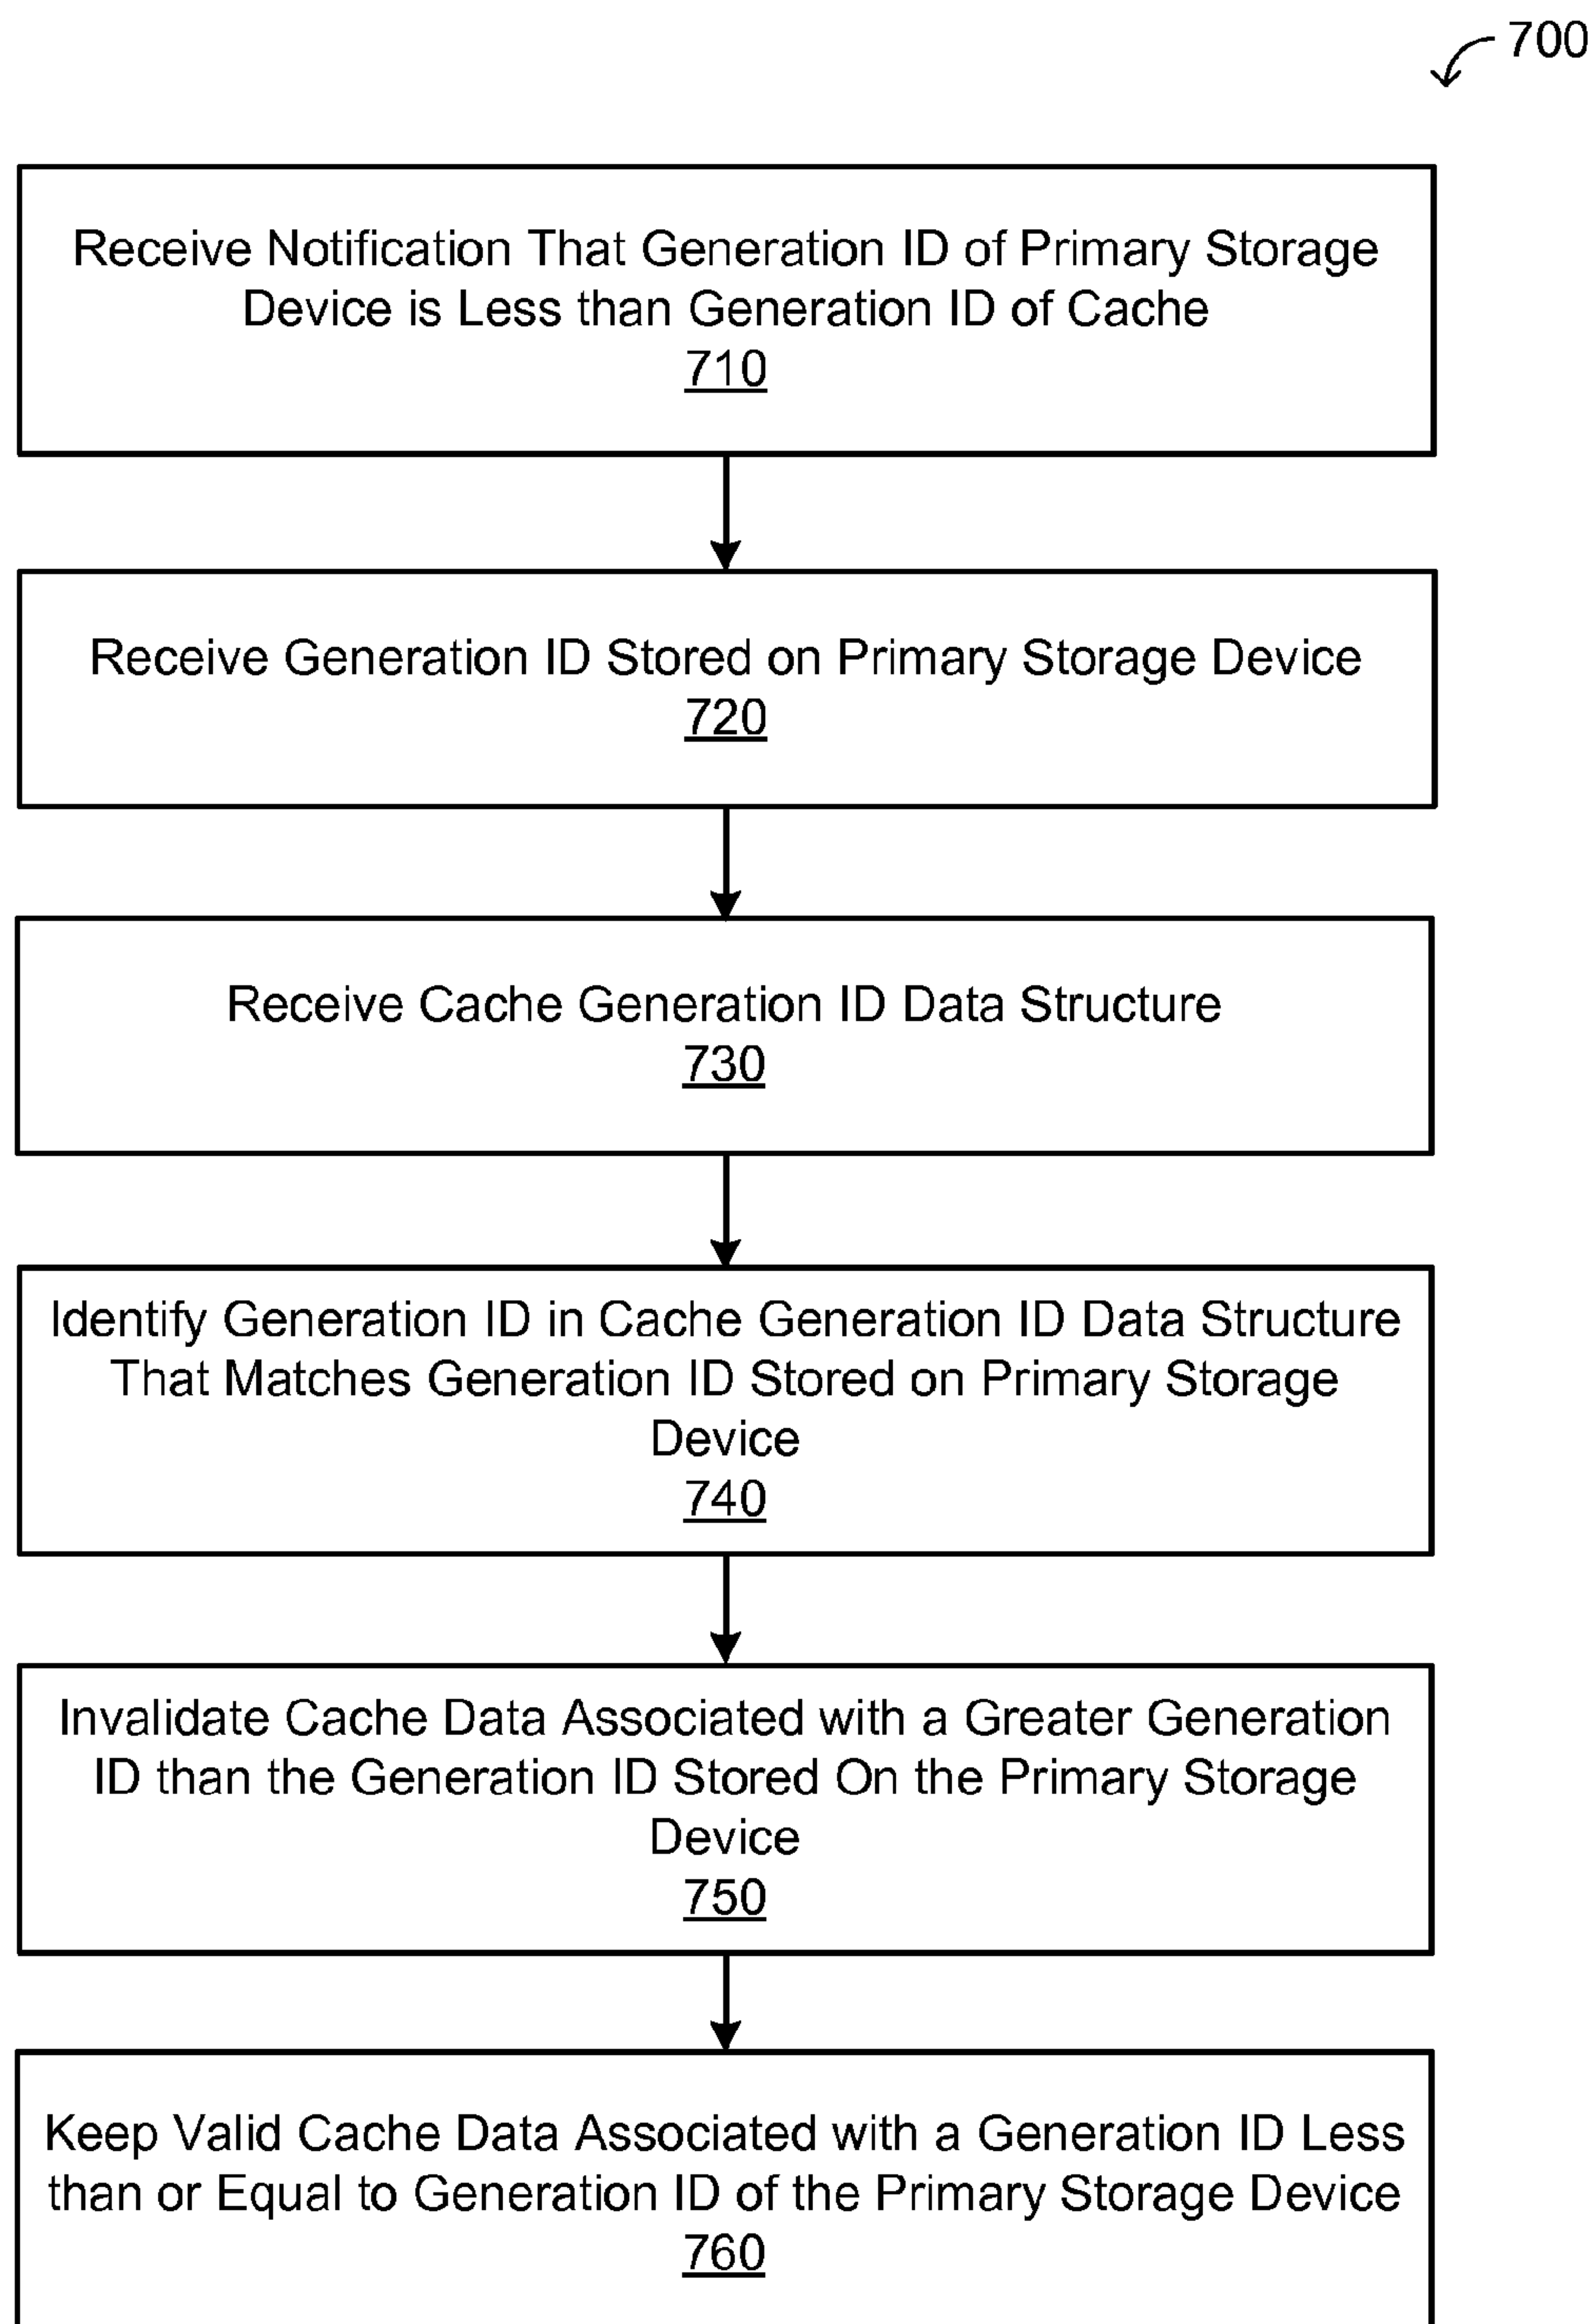 700
Receive Notification That Generation ID of Primary Storage
Device is Less than Generation ID of Cache
710
Receive Generation ID Stored on Primary Storage Device
720
Receive Cache Generation ID Data Structure
730
Identify Generation ID in Cache Generation ID Data Structure
That Matches Generation ID Stored on Primary Storage
Device
740
Invalidate Cache Data Associated with a Greater Generation
ID than the Generation ID Stored On the Primary Storage
Device
750
Keep Valid Cache Data Associated with a Generation ID Less
than or Equal to Generation ID of the Primary Storage Device
760